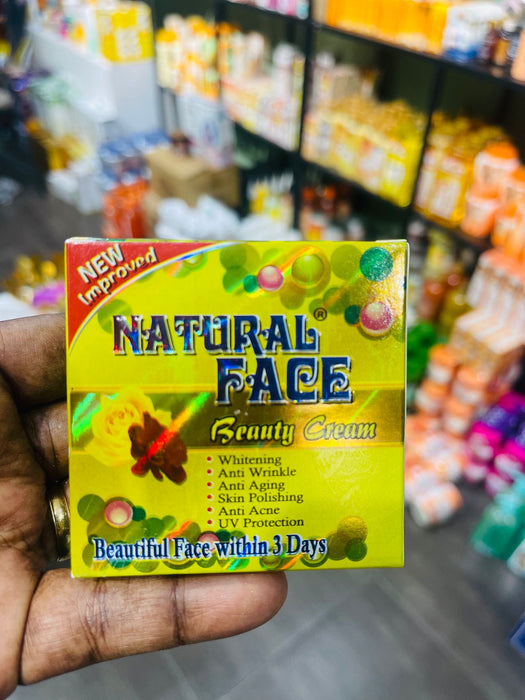 NEW
Improved
NATURAL ®
FACE
Beauty Cream
• Whitening
• Anti Wrinkle
• Anti Aging
• Skin Polishing
• Anti Acne
• UV Protection
Beautiful Face within 3 Days